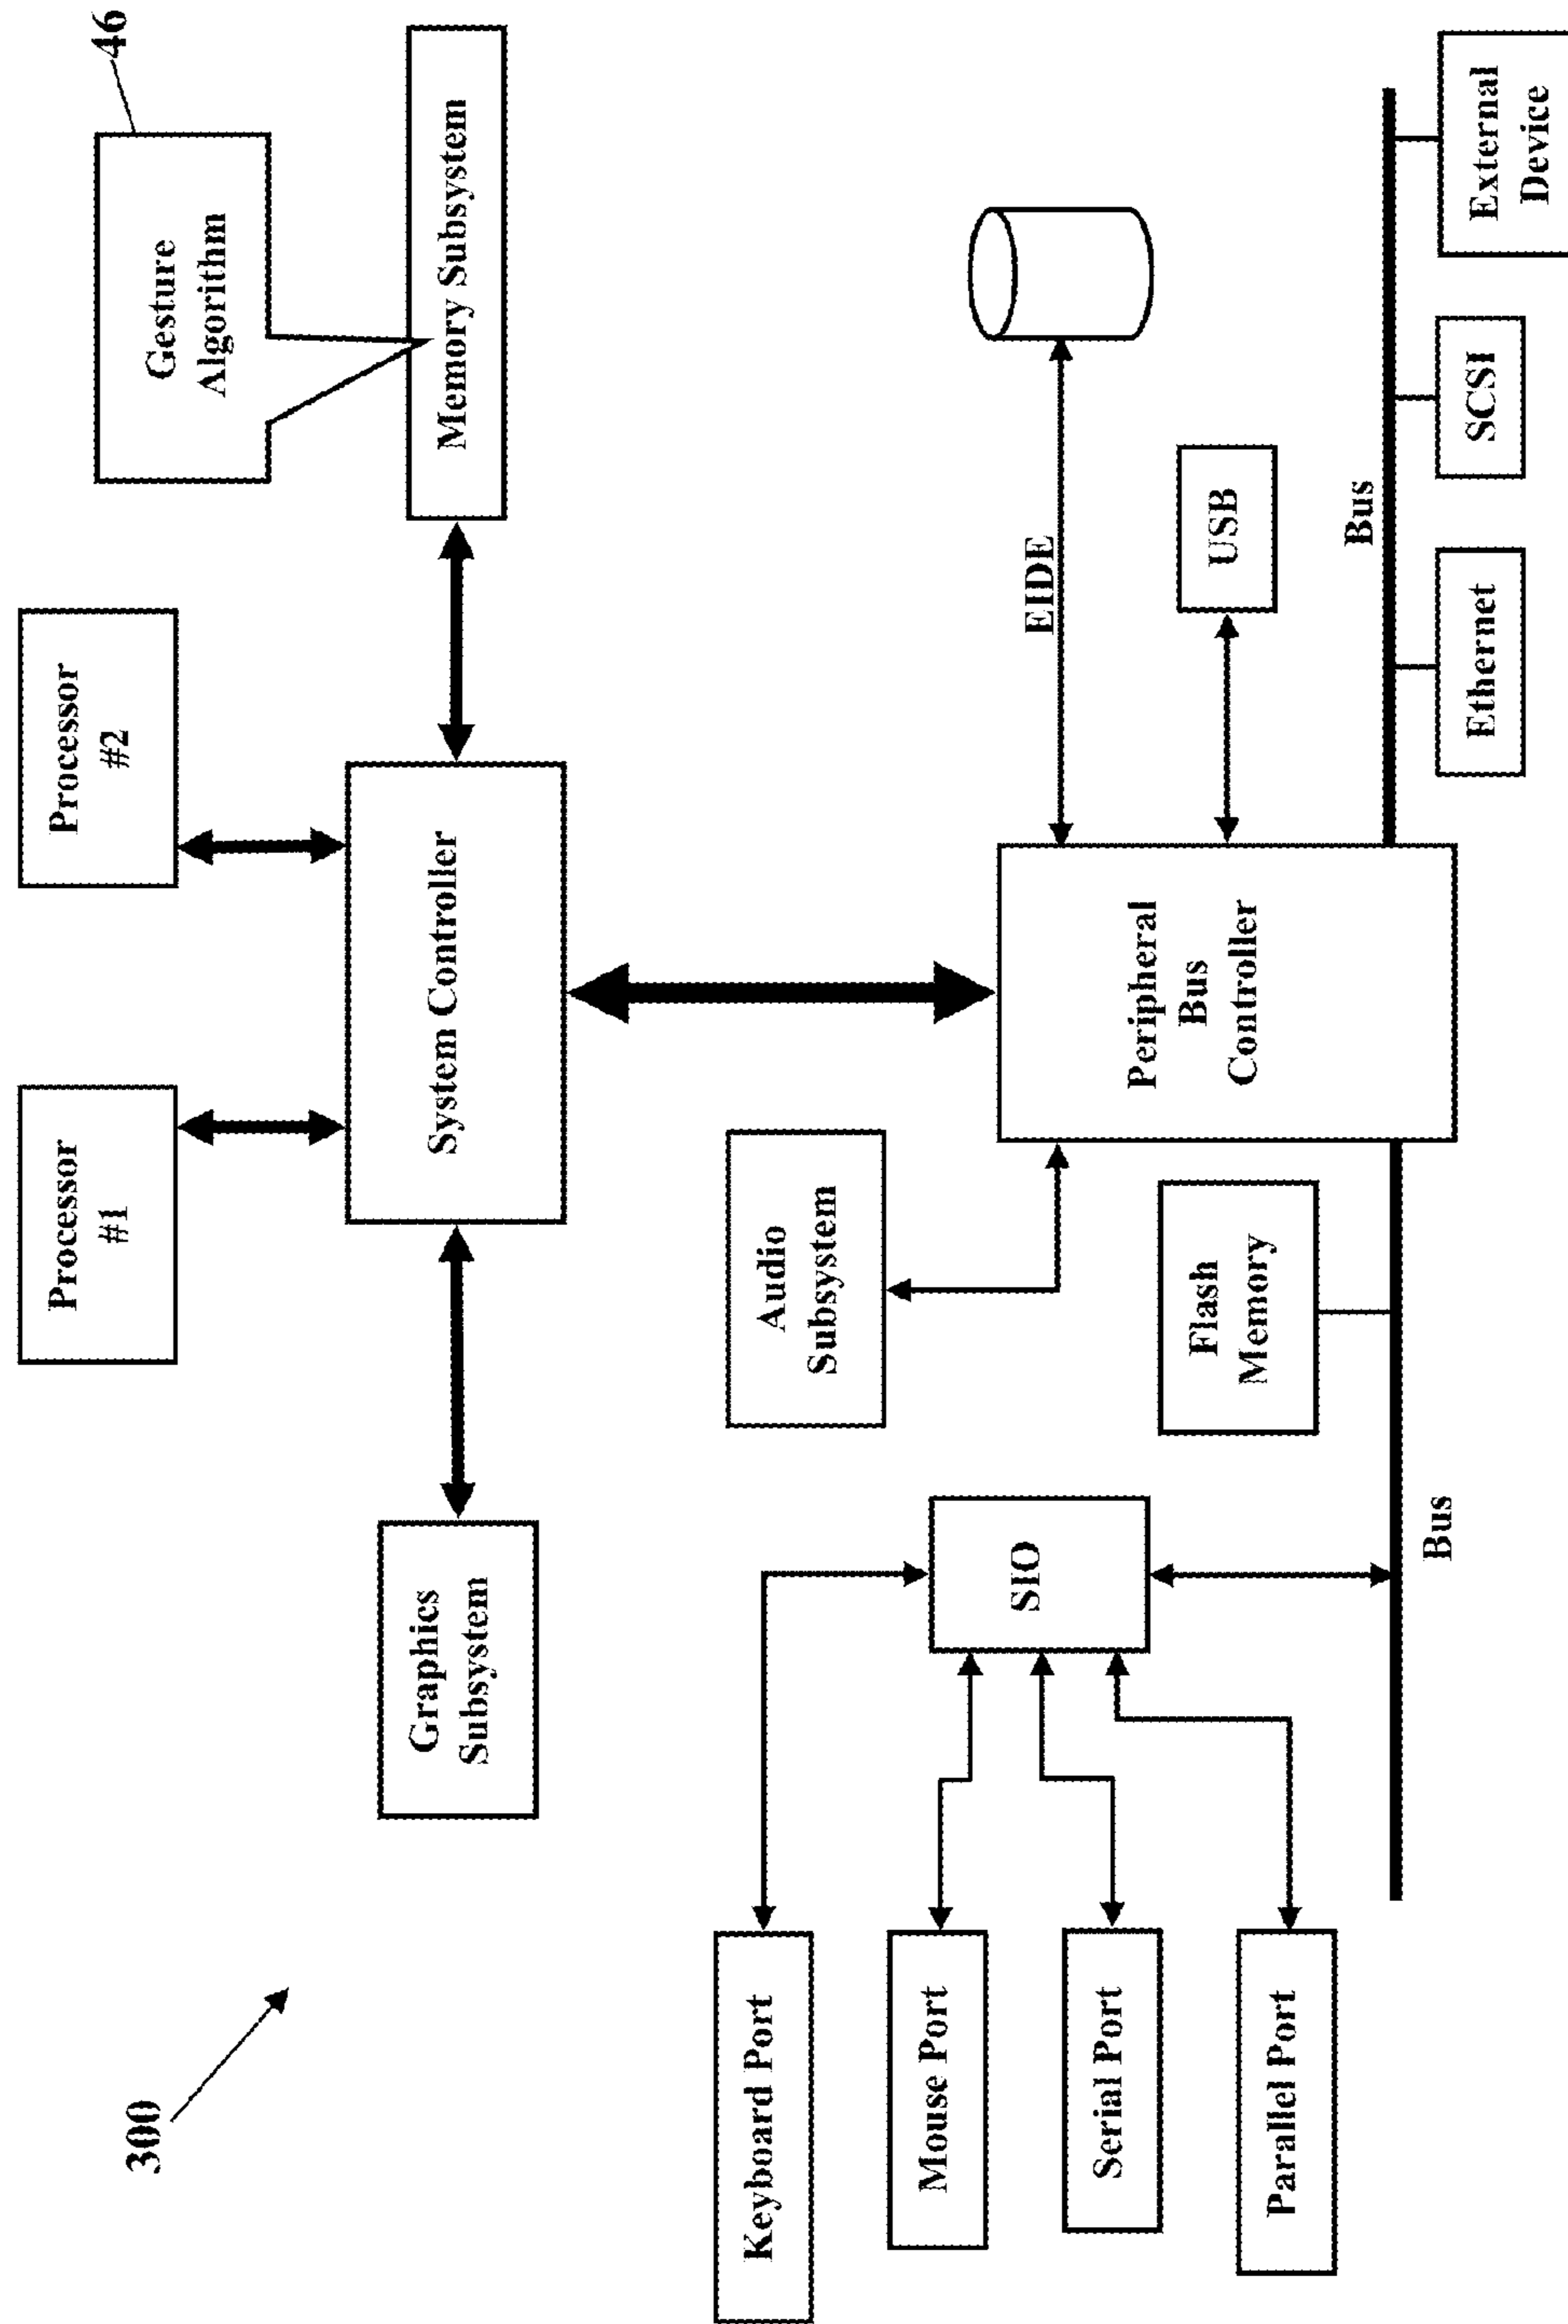 300
46
Processor
#1
Processor
#2
Gesture
Algorithm
Graphics
Subsystem
System Controller
Memory Subsystem
Keyboard Port
Mouse Port
Serial Port
Parallel Port
SIO
Audio
Subsystem
Flash
Memory
Peripheral
Bus
Controller
EIDE
USB
Bus
Bus
Ethernet
SCSI
External
Device